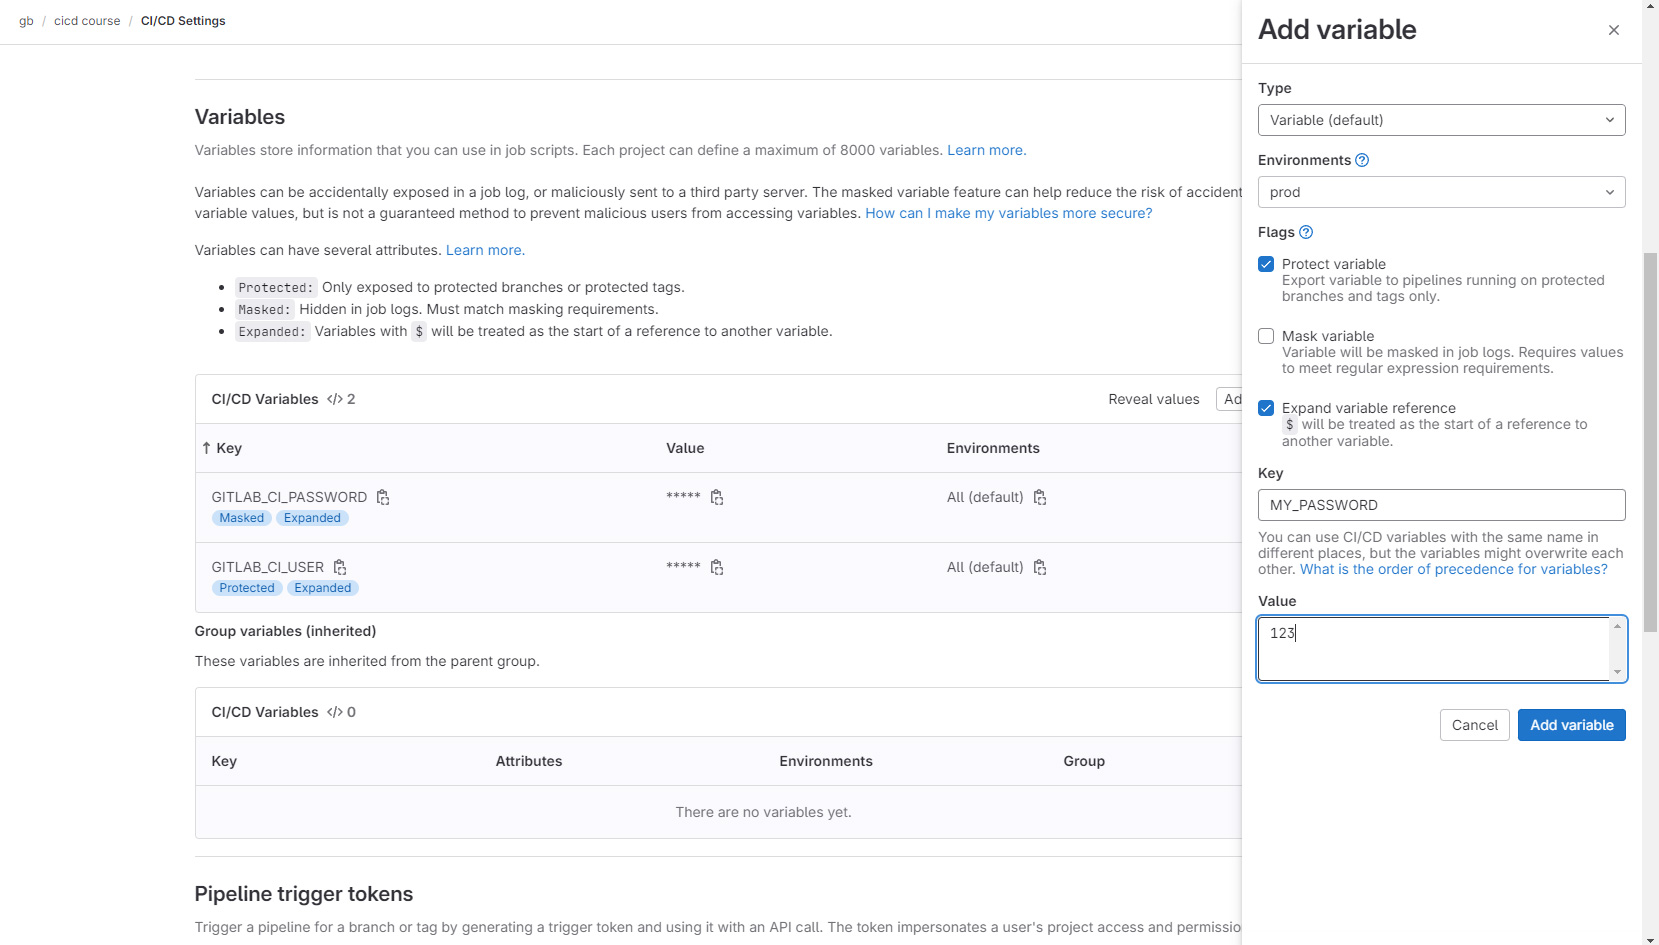 gb / cicd course / CI/CD Settings
Variables
Variables store information that you can use in job scripts. Each project can define a maximum of 8000 variables. Learn more.
Variables can be accidentally exposed in a job log, or maliciously sent to a third party server. The masked variable feature can help reduce the risk of accident
variable values, but is not a guaranteed method to prevent malicious users from accessing variables. How can I make my variables more secure?
Variables can have several attributes. Learn more.
• Protected: Only exposed to protected branches or protected tags.
• Masked: Hidden in job logs. Must match masking requirements.
• Expanded: Variables with $ will be treated as the start of a reference to another variable.
CI/CD Variables </> 2
Reveal values
Ad
↑ Key Value Environments
GITLAB_CI_PASSWORD ***** All (default)
Masked Expanded
GITLAB_CI_USER ***** All (default)
Protected Expanded
Group variables (inherited)
These variables are inherited from the parent group.
CI/CD Variables </> 0
Key Attributes Environments Group
There are no variables yet.
Pipeline trigger tokens
Trigger a pipeline for a branch or tag by generating a trigger token and using it with an API call. The token impersonates a user's project access and permissio
Add variable
Type
Variable (default)
Environments
prod
Flags
Protect variable
Export variable to pipelines running on protected
branches and tags only.
Mask variable
Variable will be masked in job logs. Requires values
to meet regular expression requirements.
Expand variable reference
$ will be treated as the start of a reference to
another variable.
Key
MY_PASSWORD
You can use CI/CD variables with the same name in
different places, but the variables might overwrite each
other. What is the order of precedence for variables?
Value
123
Cancel
Add variable